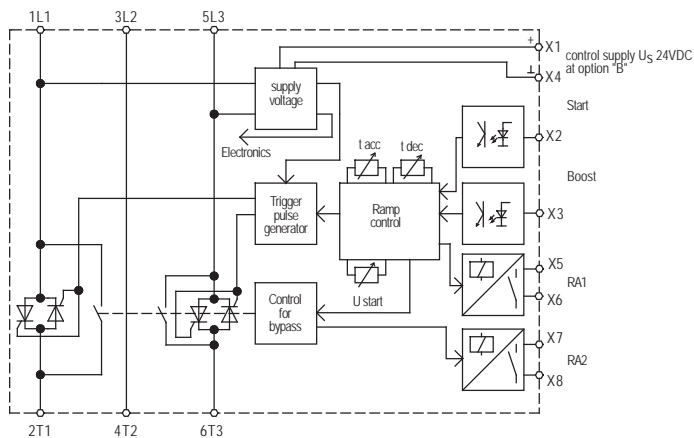 1L1
3L2
5L3
+
X1
control supply US 24VDC
at option "B"
⊥
X4
supply
voltage
Start
Electronics
X2
t acc
t dec
Boost
Trigger
pulse
generator
Ramp
control
X3
X5
RA1
X6
U start
Control
for
bypass
X7
RA2
X8
2T1
4T2
6T3